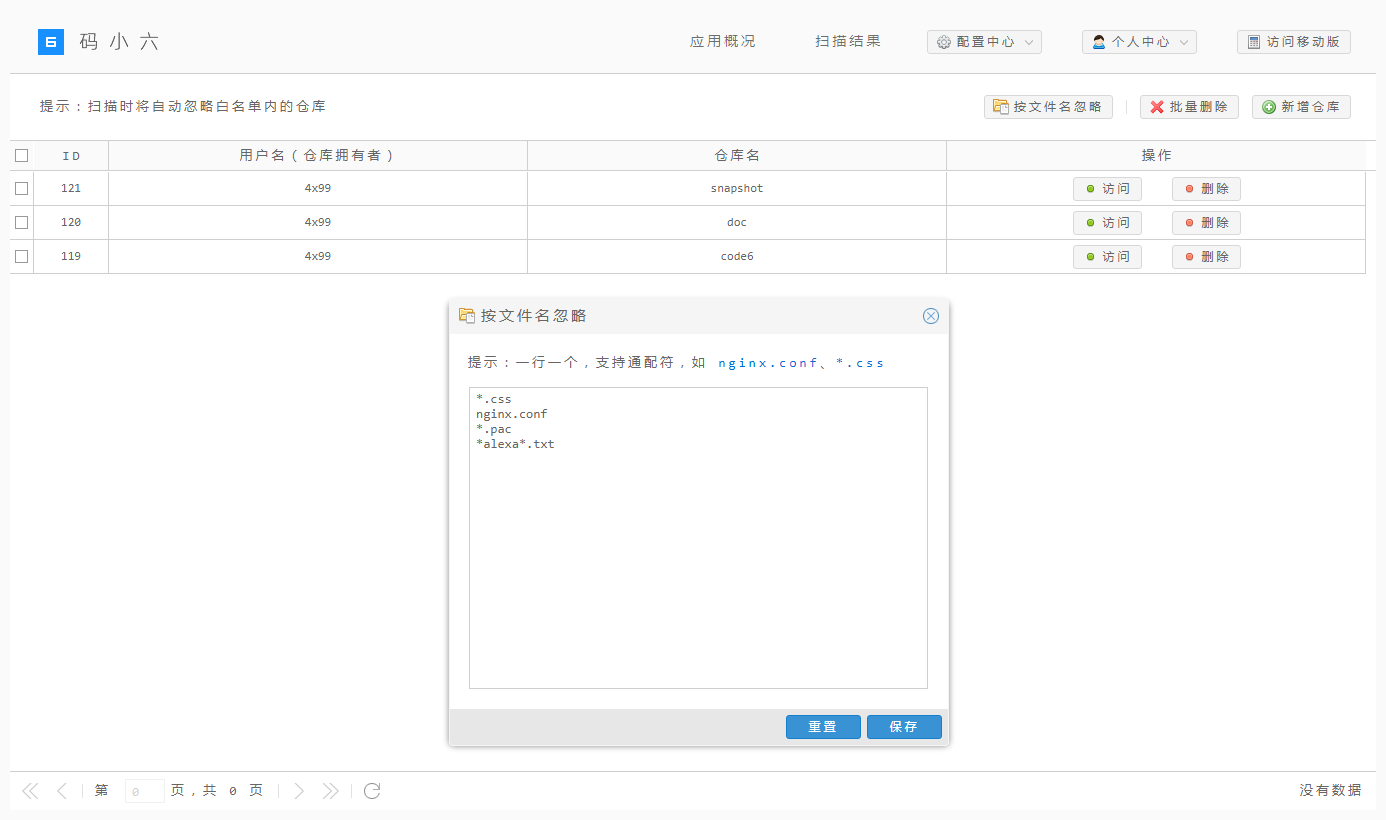 码小六 应用概况 扫描结果 配置中心 个人中心 访问移动版
提示：扫描时将自动忽略白名单内的仓库 按文件名忽略 批量删除 新增仓库
ID 用户名（仓库拥有者） 仓库名 操作
121 4x99 snapshot 访问 删除
120 4x99 doc 访问 删除
119 4x99 code6 访问 删除
按文件名忽略
提示：一行一个，支持通配符，如 nginx.conf、*.css
*.css
nginx.conf
*.pac
*alexa*.txt
重置 保存
第 0 页，共 0 页 没有数据